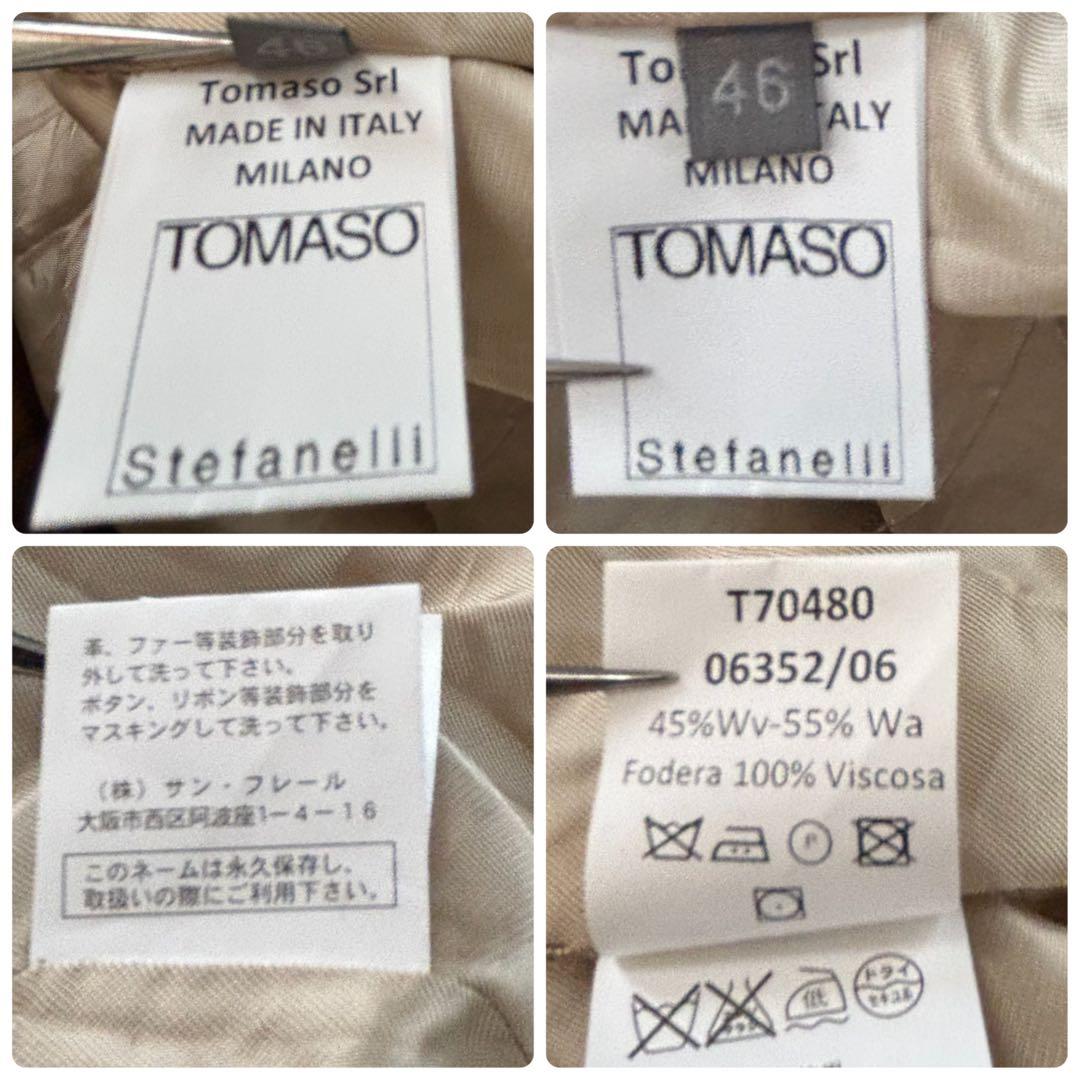 46
Tomaso Srl
MADE IN ITALY
MILANO
TOMASO
Stefanelli
46
To Srl
MA ALY
MILANO
TOMASO
Stefanelli
革、ファー等装飾部分を取り
外して洗って下さい。
ボタン、リボン等装飾部分を
マスキングして洗って下さい。
(株)サン・フレール
大阪市西区阿波座1-4-16
このネームは永久保存し、
取扱いの際にご利用下さい。
T70480
06352/06
45%Wv-55% Wa
Fodera 100% Viscosa
P
低
ドライ
セキユ系